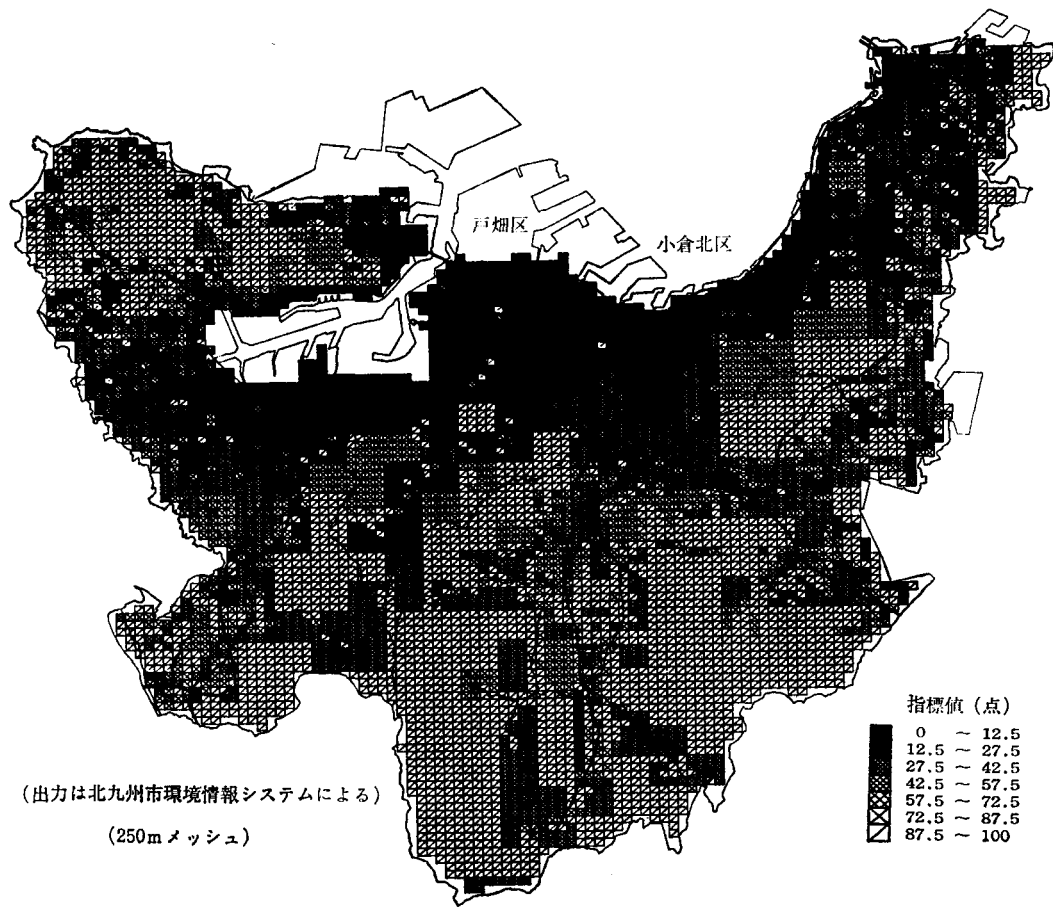 戸畑区
小倉北区
指標値(点)
0 ~ 12.5
12.5 ~ 27.5
27.5 ~ 42.5
42.5 ~ 57.5
57.5 ~ 72.5
72.5 ~ 87.5
87.5 ~ 100
(出力は北九州市環境情報システムによる)
(250mメッシュ)